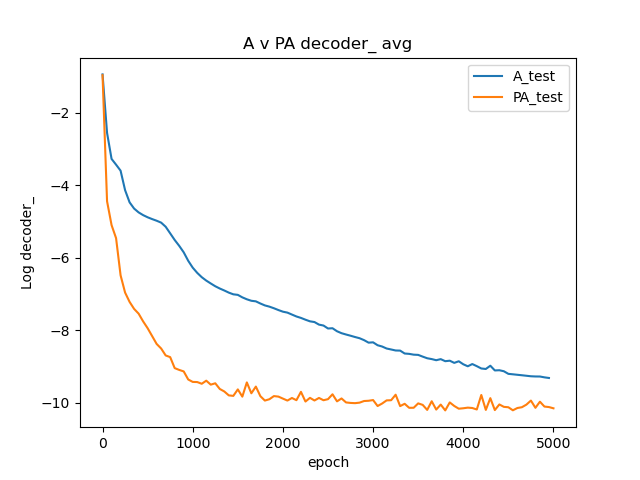 A v PA decoder_ avg
A_test
PA_test
Log decoder_
−2
−4
−6
−8
−10
0
1000
2000
3000
4000
5000
epoch